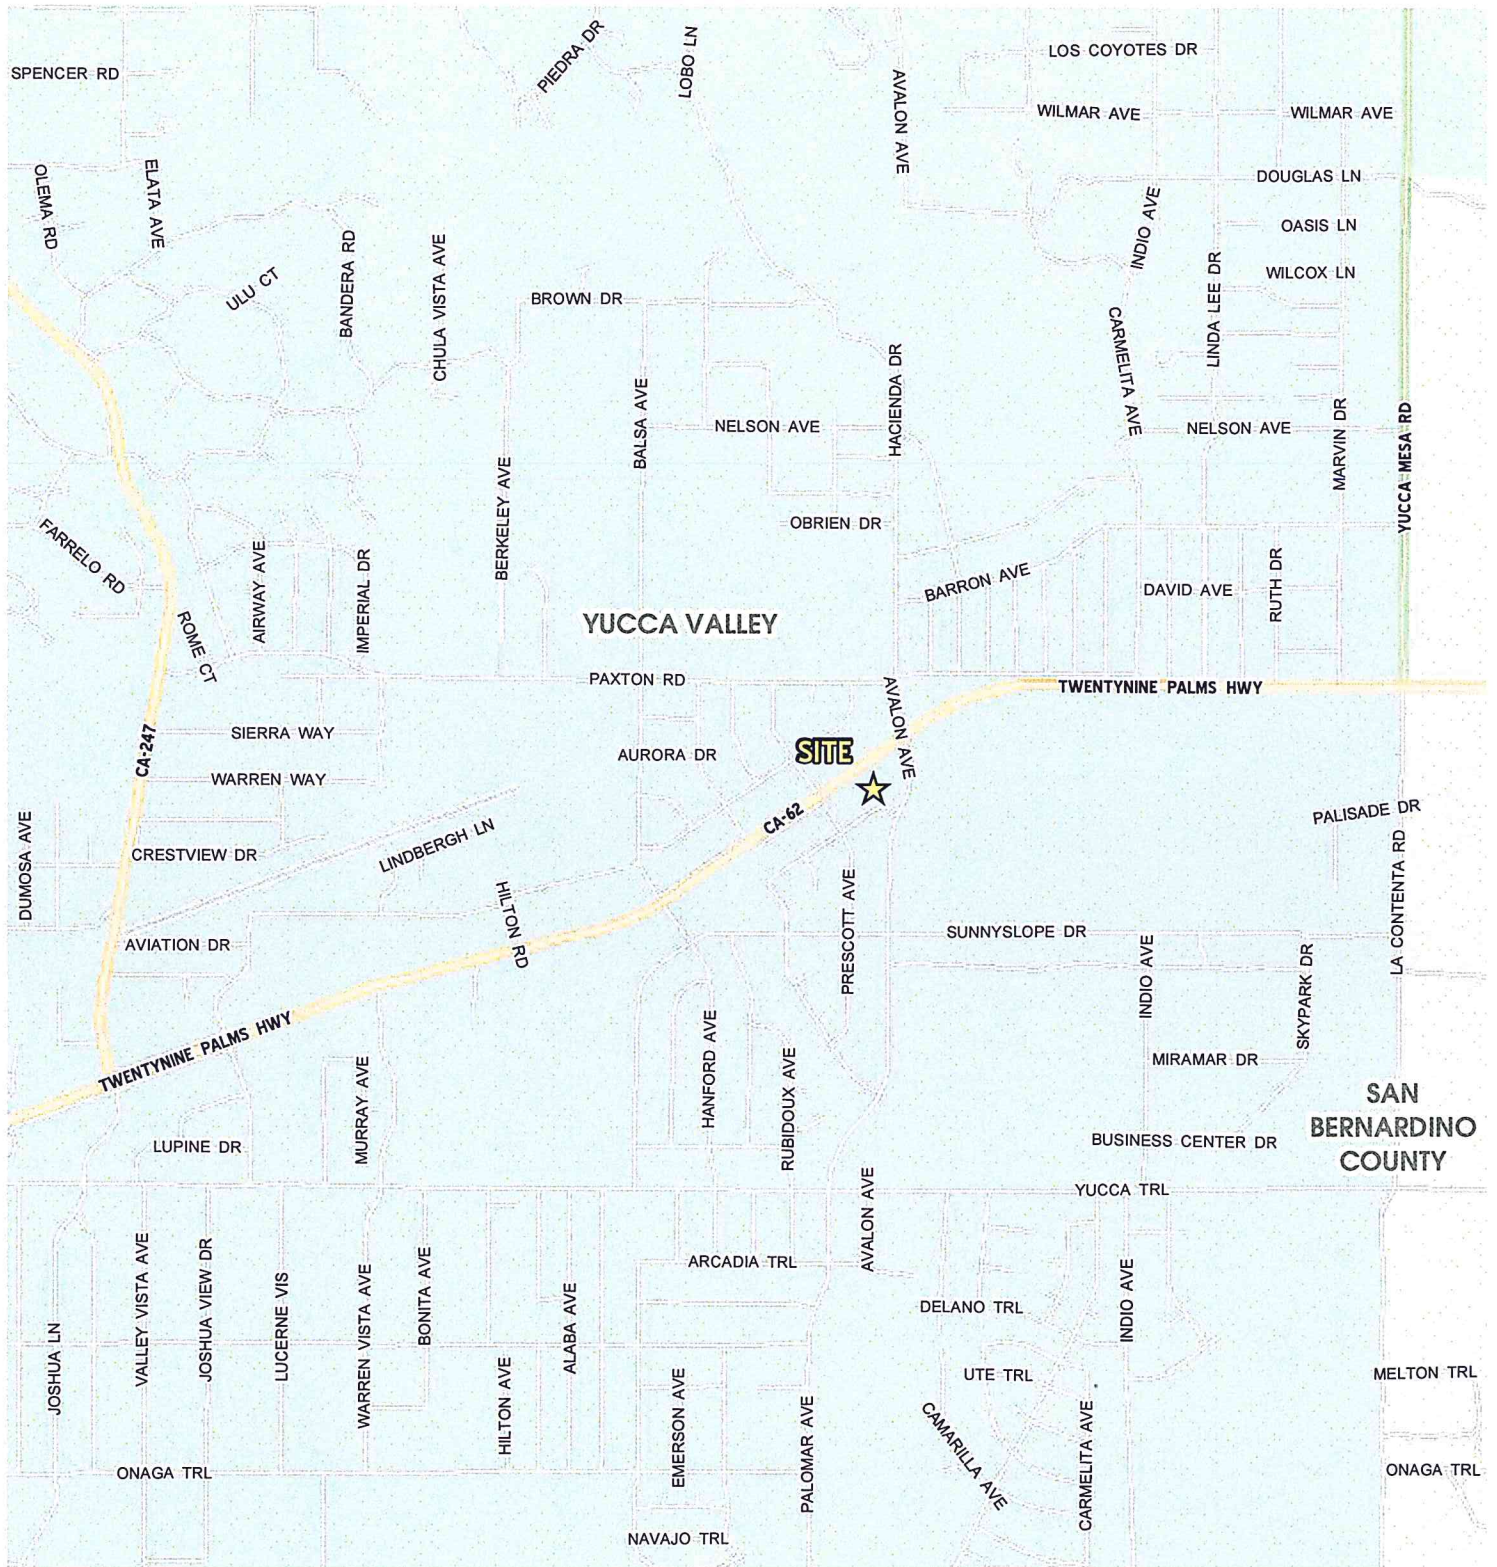 LOS COYOTES DR
SPENCER RD
PIEDRA DR
LOBO LN
AVALON AVE
WILMAR AVE
WILMAR AVE
OLEMA RD
ELATA AVE
DOUGLAS LN
INDIO AVE
OASIS LN
ULU CT
BANDERA RD
CHULA VISTA AVE
BROWN DR
LINDA LEE DR
WILCOX LN
CARMELITA AVE
HACIENDA DR
BALSA AVE
NELSON AVE
NELSON AVE
MARVIN DR
YUCCA MESA RD
BERKELEY AVE
OBRIEN DR
FARRELO RD
AIRWAY AVE
IMPERIAL DR
BARRON AVE
DAVID AVE
RUTH DR
ROME CT
YUCCA VALLEY
PAXTON RD
AVALON AVE
TWENTYNINE PALMS HWY
CA-247
SIERRA WAY
AURORA DR
SITE
WARREN WAY
CA-62
PALISADE DR
DUMOSA AVE
CRESTVIEW DR
LINDBERGH LN
HILTON RD
PRESCOTT AVE
LA CONTENTA RD
AVIATION DR
SUNNYSLOPE DR
INDIO AVE
SKYPARK DR
TWENTYNINE PALMS HWY
HANFORD AVE
RUBIDOUX AVE
MURRAY AVE
MIRAMAR DR
SAN
BERNARDINO
COUNTY
LUPINE DR
BUSINESS CENTER DR
YUCCA TRL
AVALON AVE
ARCADIA TRL
VALLEY VISTA AVE
JOSHUA VIEW DR
LUCERNE VIS
WARREN VISTA AVE
BONITA AVE
ALABA AVE
DELANO TRL
INDIO AVE
JOSHUA LN
HILTON AVE
EMERSON AVE
PALOMAR AVE
UTE TRL
MELTON TRL
CAMARILLA AVE
CARMELITA AVE
ONAGA TRL
ONAGA TRL
NAVAJO TRL